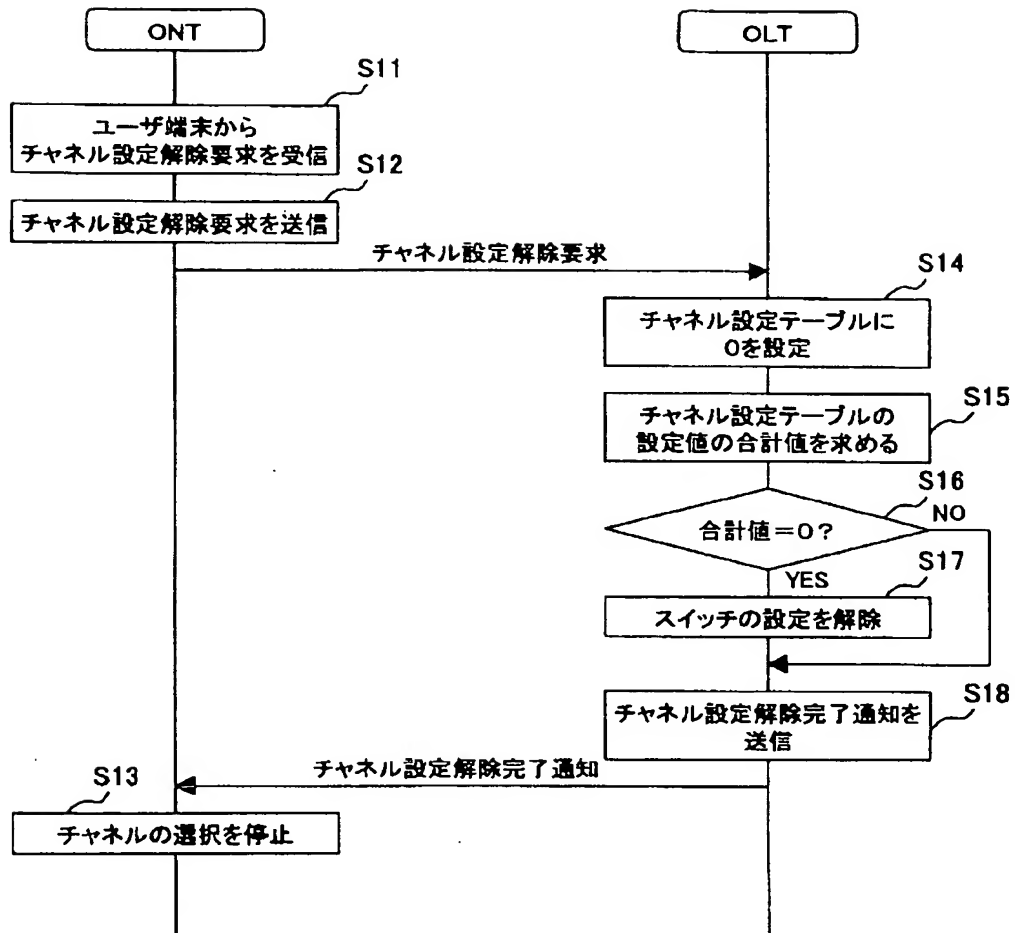 ONT
OLT
S11
ユーザ端末から
チャネル設定解除要求を受信
S12
チャネル設定解除要求を送信
チャネル設定解除要求
S14
チャネル設定テーブルに
0を設定
S15
チャネル設定テーブルの
設定値の合計値を求める
S16
合計値=0?
NO
YES
S17
スイッチの設定を解除
S18
チャネル設定解除完了通知を
送信
チャネル設定解除完了通知
S13
チャネルの選択を停止